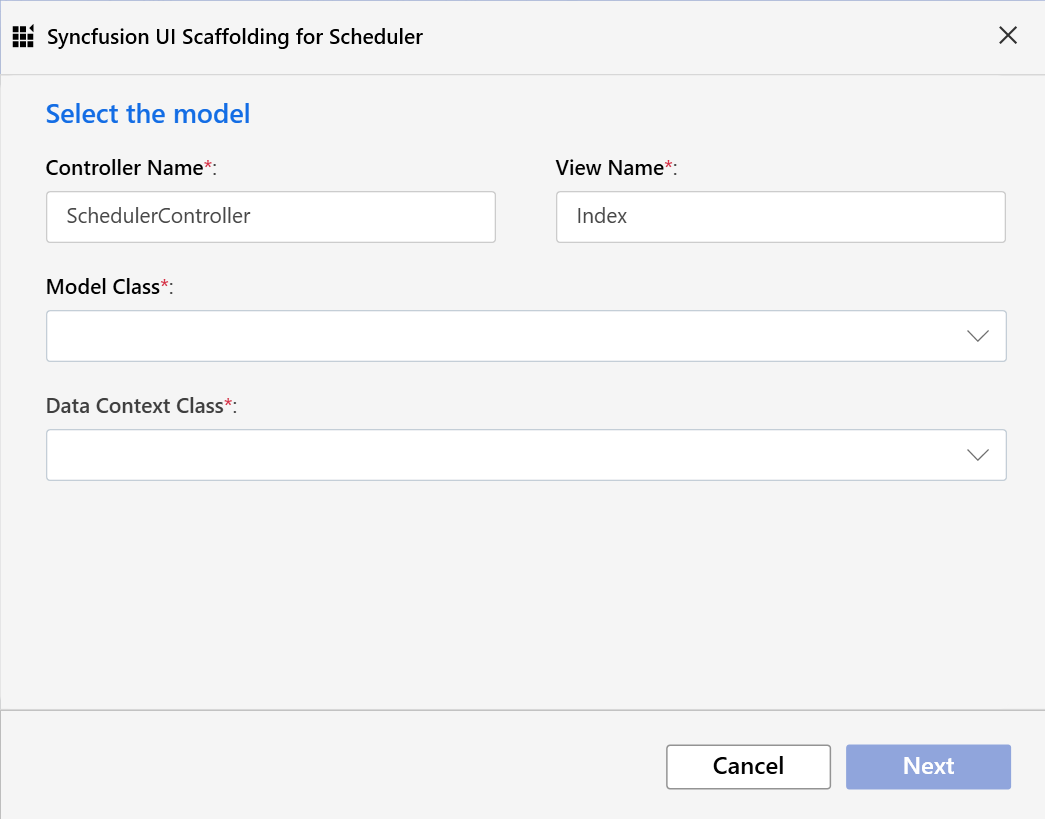 Syncfusion UI Scaffolding for Scheduler
Select the model
Controller Name*:
View Name*:
SchedulerController
Index
Model Class*:
Data Context Class*:
Cancel
Next